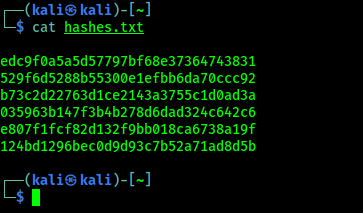 ┌──(kali㉿kali)-[~]
└─$ cat hashes.txt
edc9f0a5a5d57797bf68e37364743831
529f6d5288b55300e1efbb6da70ccc92
b73c2d22763d1ce2143a3755c1d0ad3a
035963b147f3b4b278d6dad324c642c6
e807f1fcf82d132f9bb018ca6738a19f
124bd1296bec0d9d93c7b52a71ad8d5b
┌──(kali㉿kali)-[~]
└─$